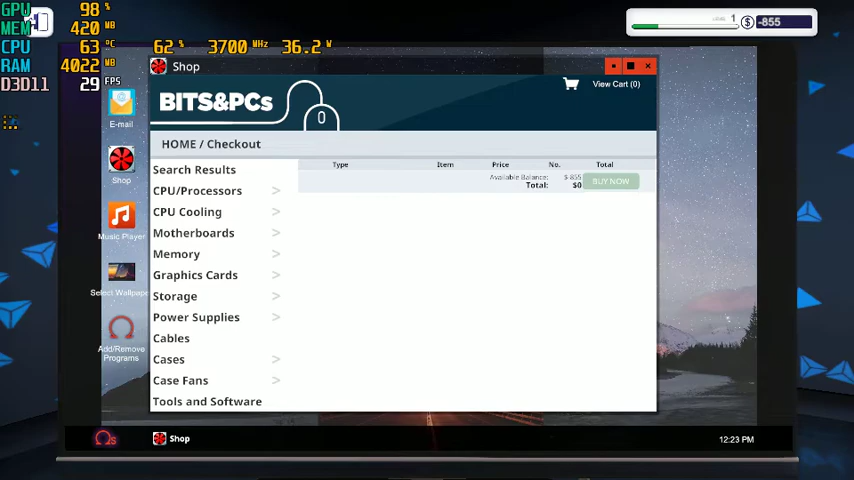 GPU 98 %
MEM 420 MB
CPU 63 °C 62 % 3700 MHz 36.2 W
RAM 4022 MB
D3D11 29 FPS
1
$ -855
Shop
BITS&PCs
View Cart (0)
HOME / Checkout
Type Item Price No. Total
Available Balance: $-855
Total: $0
BUY NOW
Search Results
CPU/Processors >
CPU Cooling >
Motherboards >
Memory >
Graphics Cards >
Storage >
Power Supplies >
Cables
Cases >
Case Fans >
Tools and Software
E-mail
Shop
Music Player
Select Wallpape
Add/Remove
Programs
Os
Shop
12:23 PM